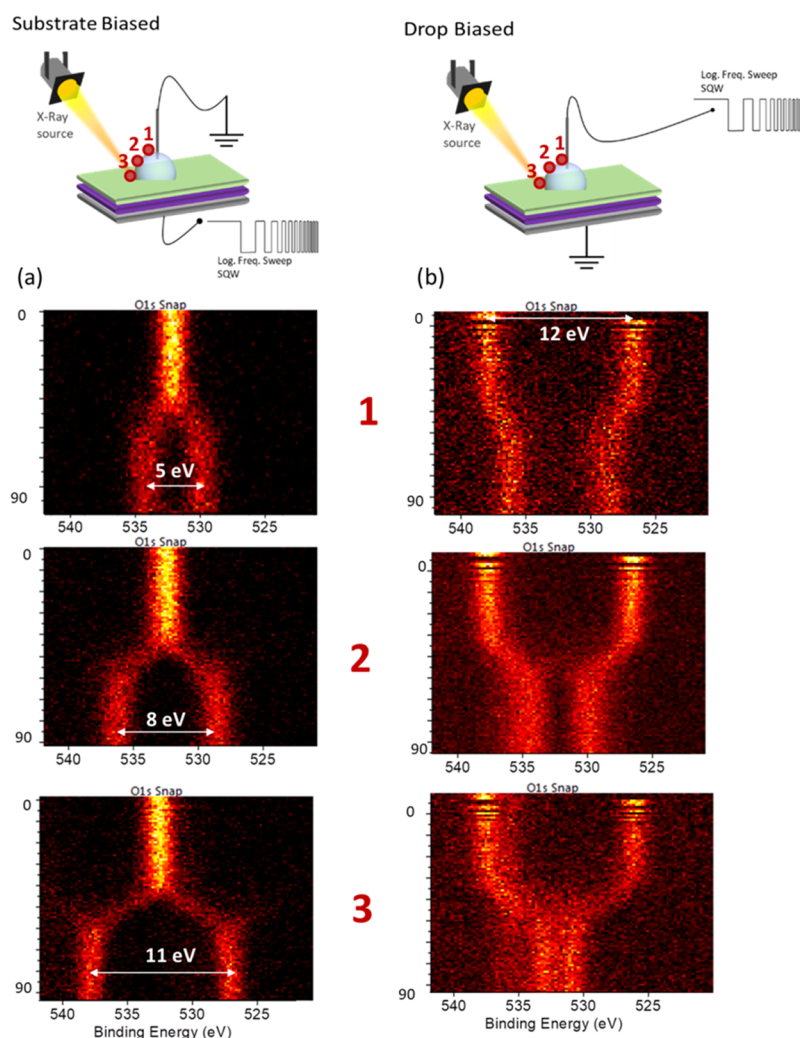 Substrate Biased
Drop Biased
X-Ray
source
1
2
3
Log. Freq. Sweep
SQW
X-Ray
source
1
2
3
Log. Freq. Sweep
SQW
(a)
(b)
O1s Snap
0
5 eV
90
540 535 530 525
1
O1s Snap
0
12 eV
90
540 535 530 525
O1s Snap
0
8 eV
90
540 535 530 525
2
O1s Snap
0
90
540 535 530 525
O1s Snap
0
11 eV
90
540 535 530 525
Binding Energy (eV)
3
O1s Snap
0
90
540 535 530 525
Binding Energy (eV)